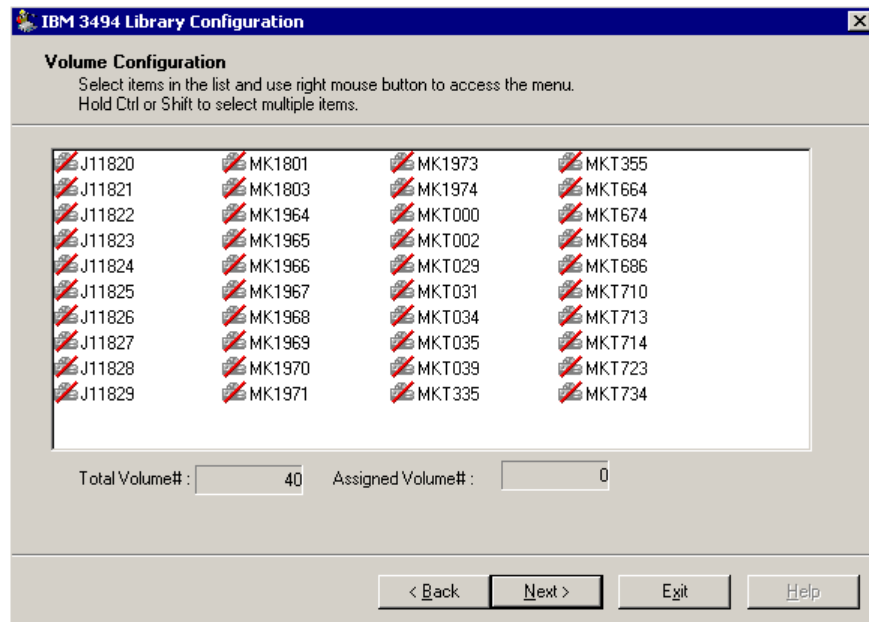 IBM 3494 Library Configuration
Volume Configuration
Select items in the list and use right mouse button to access the menu.
Hold Ctrl or Shift to select multiple items.
J11820 MK1801 MK1973 MKT355
J11821 MK1803 MK1974 MKT664
J11822 MK1964 MKT000 MKT674
J11823 MK1965 MKT002 MKT684
J11824 MK1966 MKT029 MKT686
J11825 MK1967 MKT031 MKT710
J11826 MK1968 MKT034 MKT713
J11827 MK1969 MKT035 MKT714
J11828 MK1970 MKT039 MKT723
J11829 MK1971 MKT335 MKT734
Total Volume# : 40 Assigned Volume# : 0
< Back Next > Exit Help